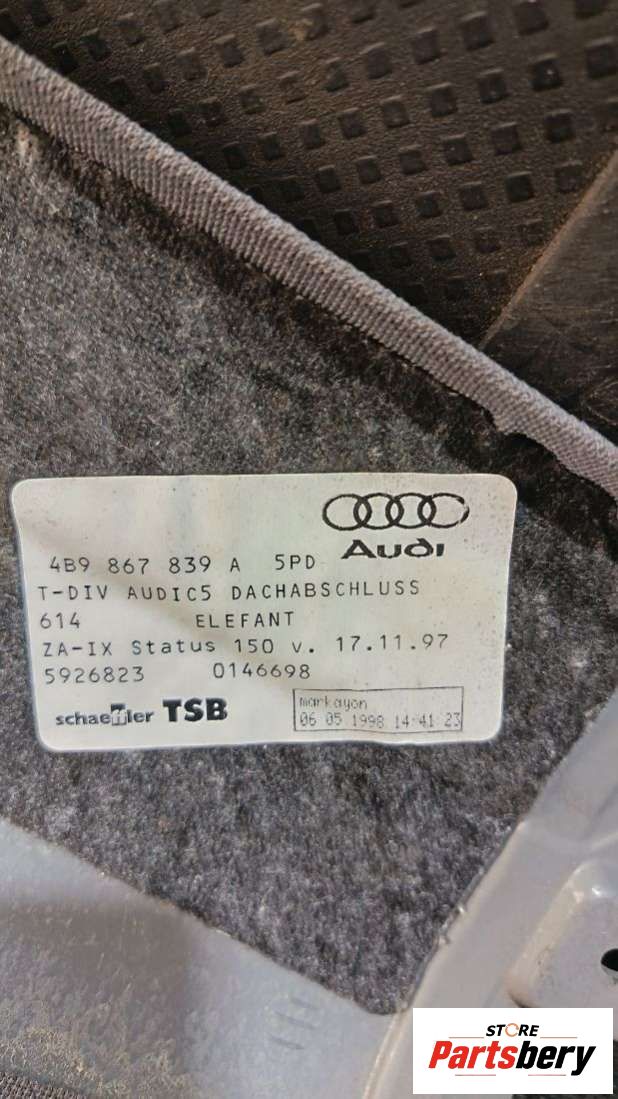 4B9 867 839 A 5PD
Audi
T-DIV AUDIC5 DACHABSCHLUSS
614 ELEFANT
ZA-IX Status 150 v. 17.11.97
5926823 0146698
schaeffler TSB
markayon
06 05 1998 14 41 23
STORE
Partsbery